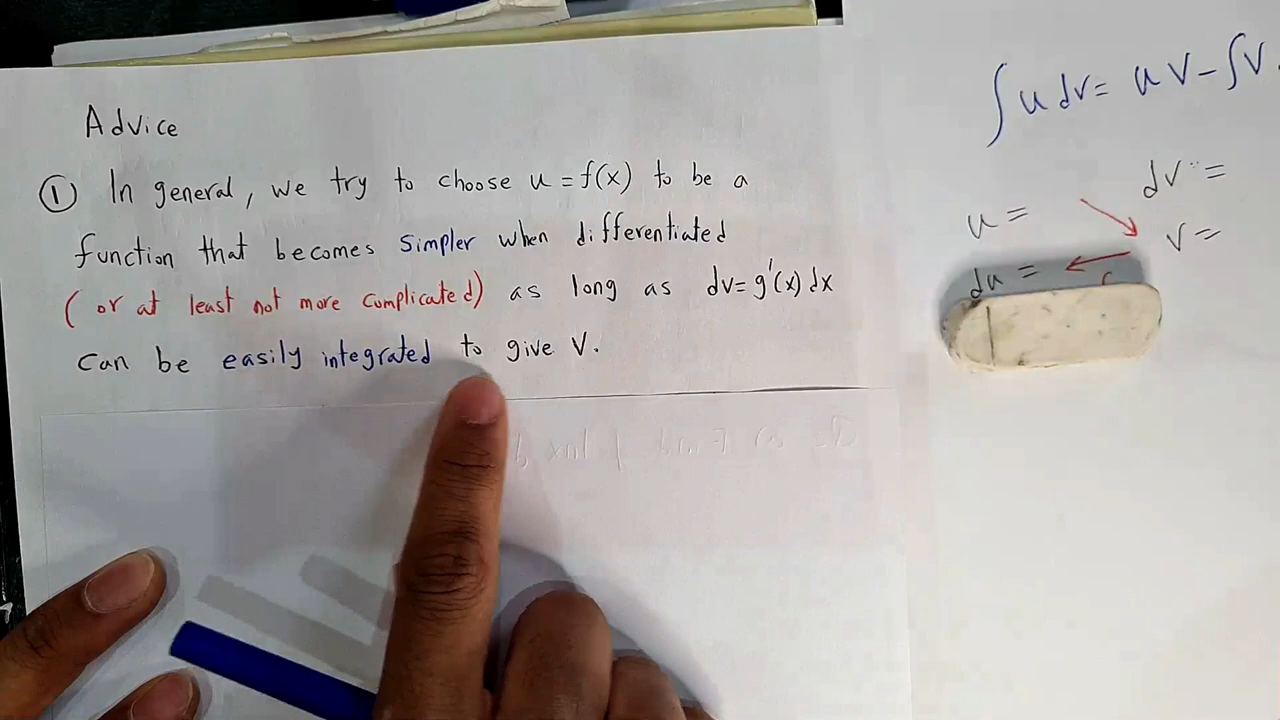 Advice
① In general, we try to choose u = f(x) to be a
function that becomes simpler when differentiated
(or at least not more complicated) as long as dv = g'(x) dx
can be easily integrated to give V.
∫ u dv = u v - ∫ v
dv =
u =
v =
du =